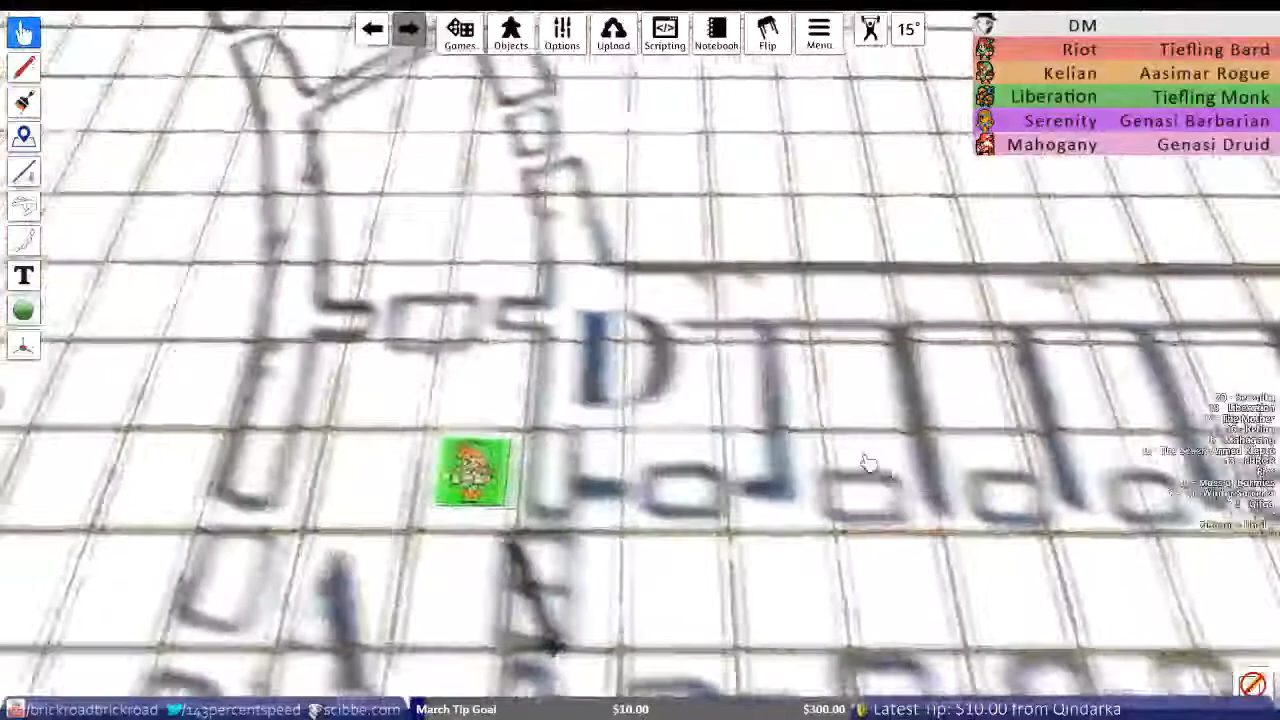 Games
Objects
Options
Upload
Scripting
Notebook
Flip
Menu
15°
DM
Riot Tiefling Bard
Kelian Aasimar Rogue
Liberation Tiefling Monk
Serenity Genasi Barbarian
Mahogany Genasi Druid
T
D
/brickroadbrickroad
/143percentspeed
scibbe.com
March Tip Goal
$10.00
$300.00
Latest Tip: $10.00 from Qindarka